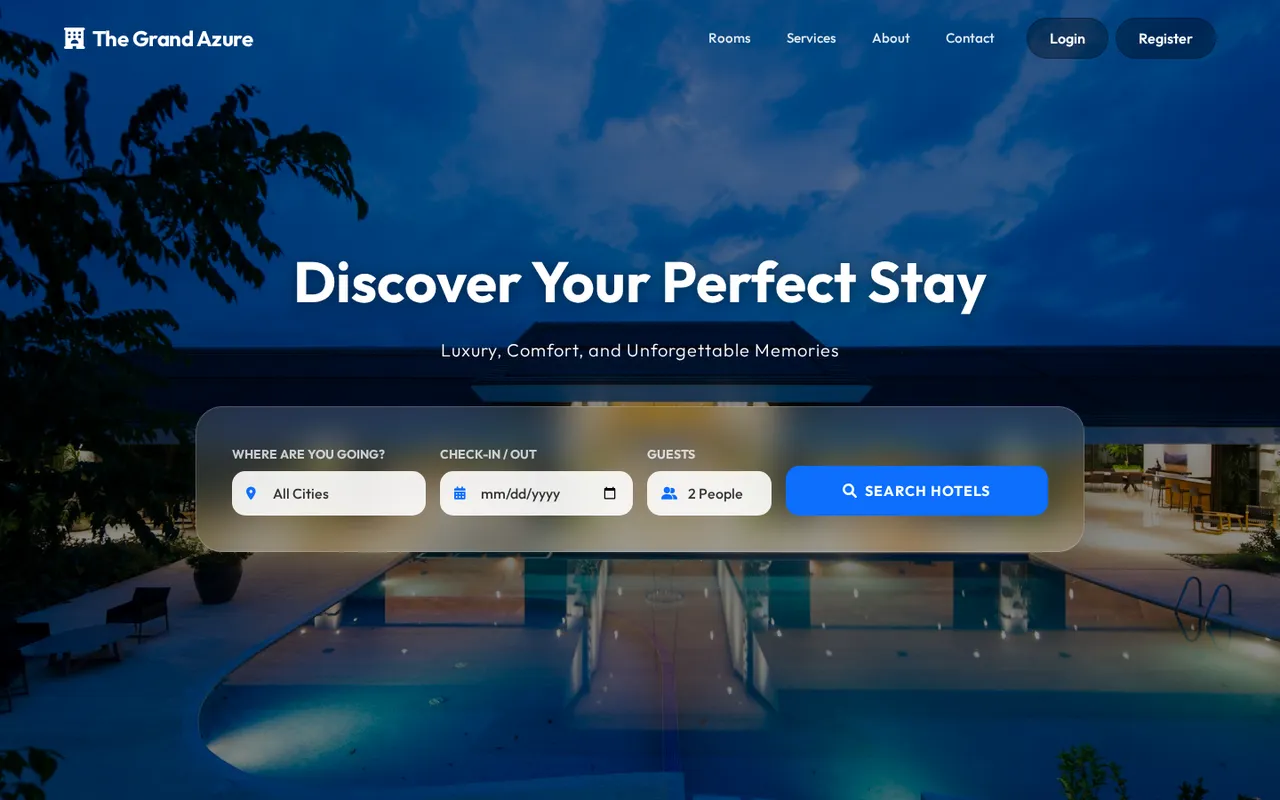 The Grand Azure
Rooms Services About Contact Login Register
Discover Your Perfect Stay
Luxury, Comfort, and Unforgettable Memories
WHERE ARE YOU GOING? CHECK-IN / OUT GUESTS
All Cities mm/dd/yyyy 2 People SEARCH HOTELS